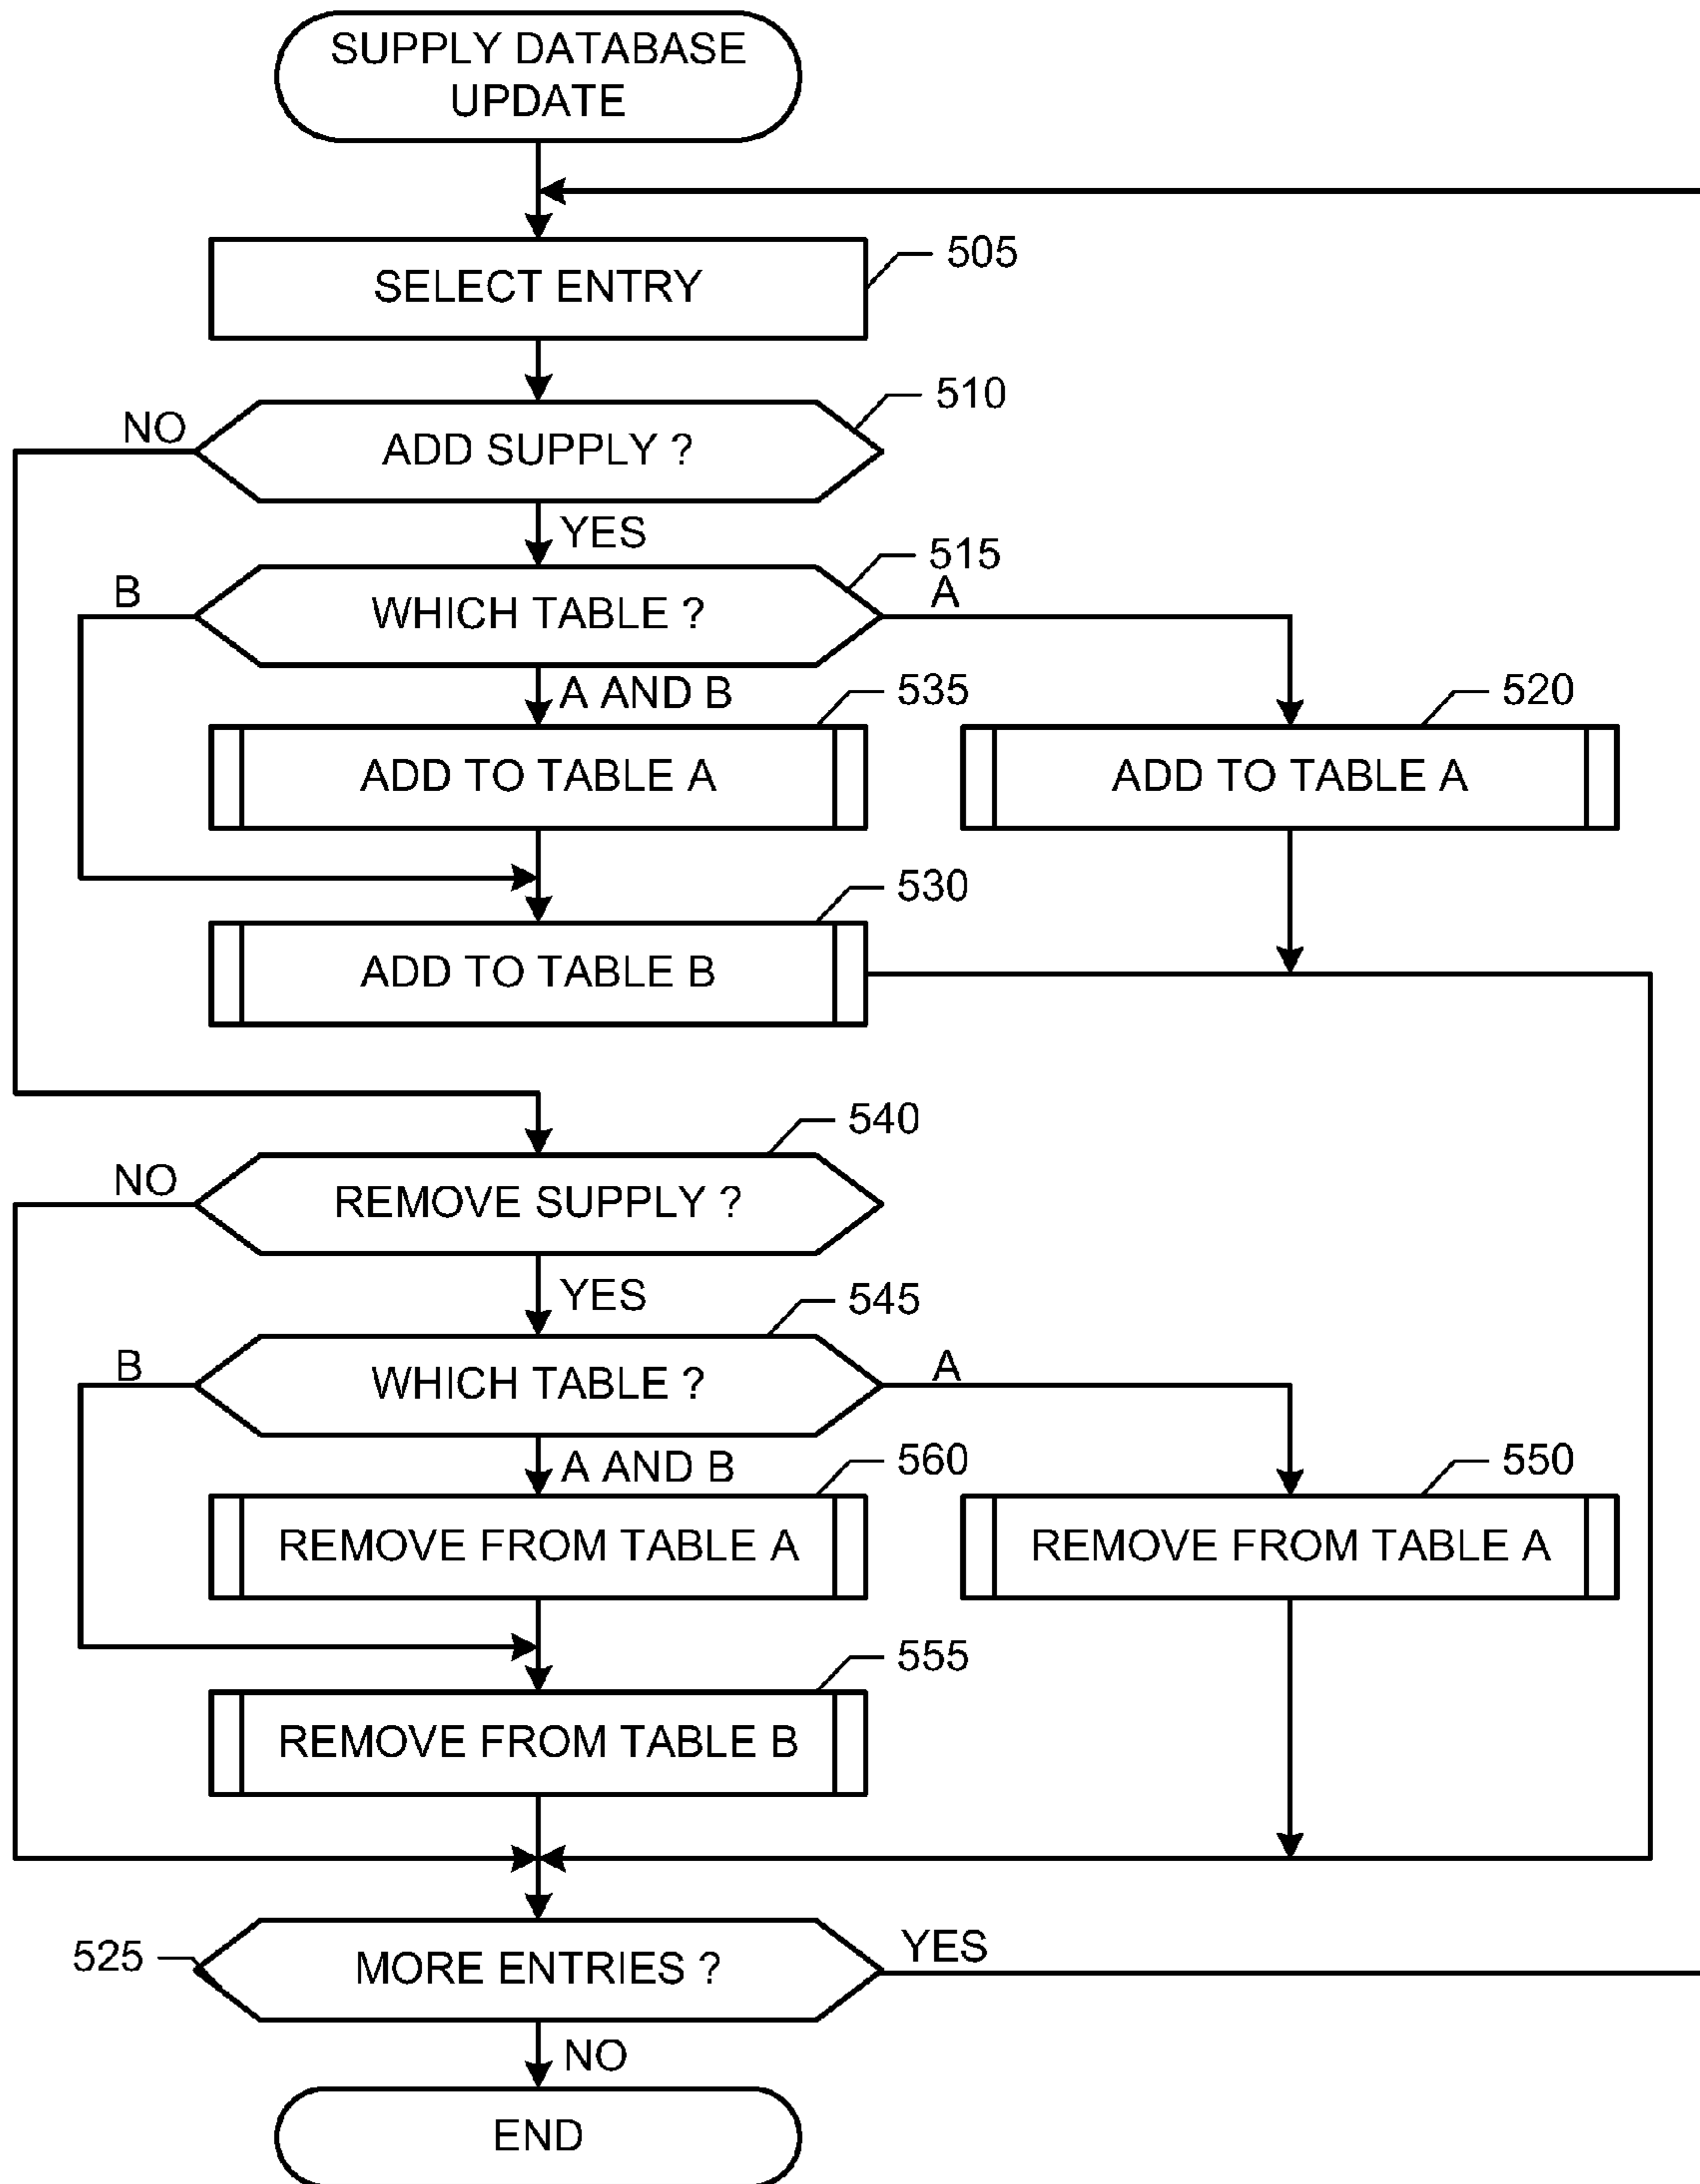 SUPPLY DATABASE
UPDATE
SELECT ENTRY
505
ADD SUPPLY ?
510
NO
YES
WHICH TABLE ?
515
B
A
A AND B
535
ADD TO TABLE A
520
ADD TO TABLE A
530
ADD TO TABLE B
540
NO
REMOVE SUPPLY ?
YES
545
B
WHICH TABLE ?
A
A AND B
560
REMOVE FROM TABLE A
550
REMOVE FROM TABLE A
555
REMOVE FROM TABLE B
525
MORE ENTRIES ?
YES
NO
END